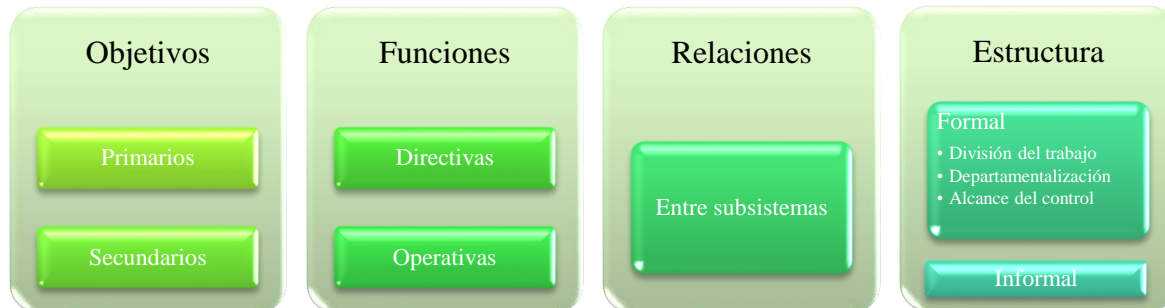 Objetivos
Primarios
Secundarios
Funciones
Directivas
Operativas
Relaciones
Entre subsistemas
Estructura
Formal
• División del trabajo
• Departamentalización
• Alcance del control
Informal